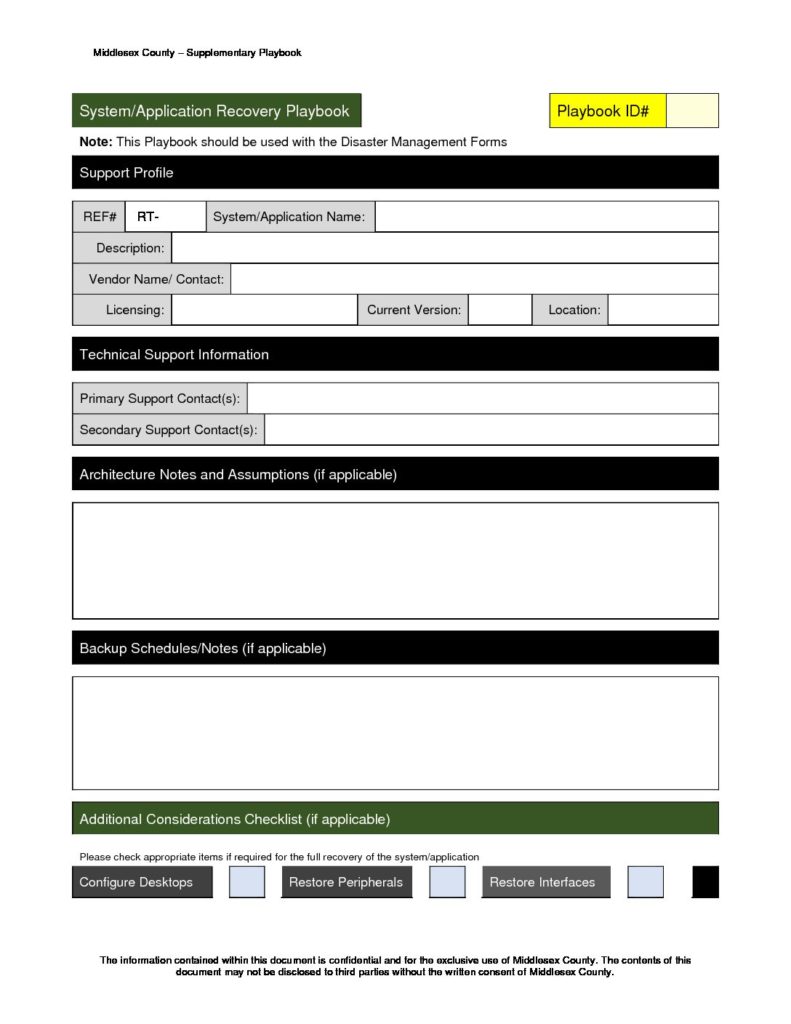 Middlesex County – Supplementary Playbook
System/Application Recovery Playbook
Playbook ID#
Note: This Playbook should be used with the Disaster Management Forms
Support Profile
REF# RT- System/Application Name:
Description:
Vendor Name/ Contact:
Licensing: Current Version: Location:
Technical Support Information
Primary Support Contact(s):
Secondary Support Contact(s):
Architecture Notes and Assumptions (if applicable)
Backup Schedules/Notes (if applicable)
Additional Considerations Checklist (if applicable)
Please check appropriate items if required for the full recovery of the system/application
Configure Desktops Restore Peripherals Restore Interfaces
The information contained within this document is confidential and for the exclusive use of Middlesex County. The contents of this
document may not be disclosed to third parties without the written consent of Middlesex County.